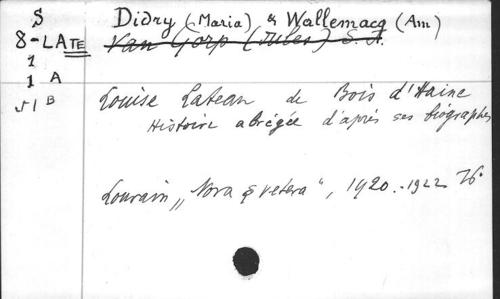 S
8-LATE
1
1 A
51 B
Didry (Maria) & Wallemacq (Am)
Van Gorp (Jules) S. J.
Louise Lateau de Bois d'Haine
Histoire abrégée d'après ses biographes
Louvain „Nova & vetera", 1920.-1922